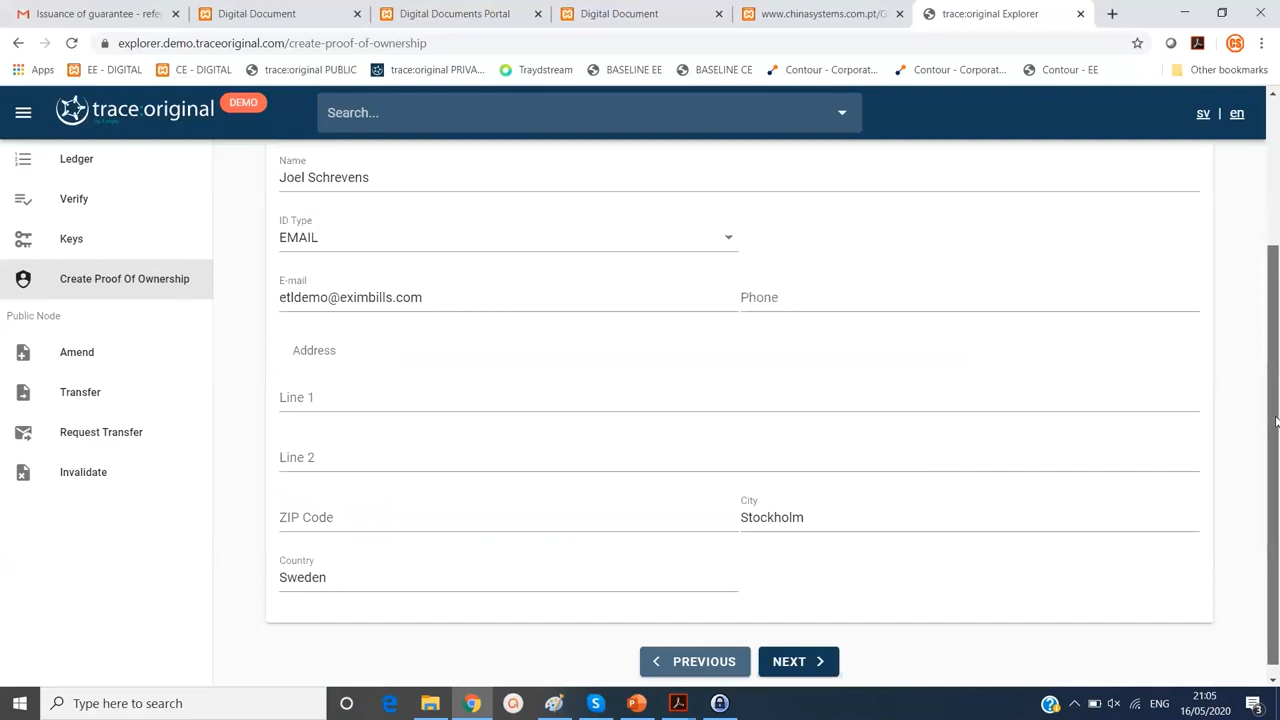 Issuance of guarantee - refere
Digital Document
Digital Documents Portal
Digital Document
www.chinasystems.com.pt/G
trace:original Explorer
explorer.demo.traceoriginal.com/create-proof-of-ownership
CS
Apps
EE - DIGITAL
CE - DIGITAL
trace:original PUBLIC
trace:original PRIVA...
Traydstream
BASELINE EE
BASELINE CE
Contour - Corporat...
Contour - Corporat...
Contour - EE
Other bookmarks
trace:original
DEMO
Search...
sv | en
Ledger
Verify
Keys
Create Proof Of Ownership
Public Node
Amend
Transfer
Request Transfer
Invalidate
Name
Joel Schrevens
ID Type
EMAIL
E-mail
etldemo@eximbills.com
Phone
Address
Line 1
Line 2
ZIP Code
City
Stockholm
Country
Sweden
PREVIOUS
NEXT
Type here to search
ENG
21:05
16/05/2020
3